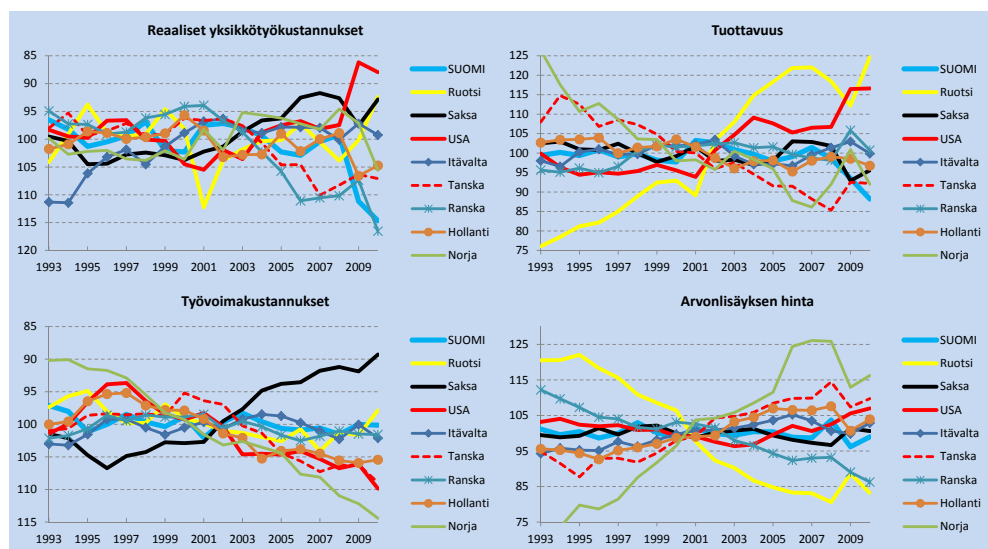 Reaaliset yksikkötyökustannukset
85
90
95
100
105
110
115
120
1993 1995 1997 1999 2001 2003 2005 2007 2009
SUOMI
Ruotsi
Saksa
USA
Itävalta
Tanska
Ranska
Hollanti
Norja
Tuottavuus
125
120
115
110
105
100
95
90
85
80
75
1993 1995 1997 1999 2001 2003 2005 2007 2009
SUOMI
Ruotsi
Saksa
USA
Itävalta
Tanska
Ranska
Hollanti
Norja
Työvoimakustannukset
85
90
95
100
105
110
115
1993 1995 1997 1999 2001 2003 2005 2007 2009
SUOMI
Ruotsi
Saksa
USA
Itävalta
Tanska
Ranska
Hollanti
Norja
Arvonlisäyksen hinta
125
115
105
95
85
75
1993 1995 1997 1999 2001 2003 2005 2007 2009
SUOMI
Ruotsi
Saksa
USA
Itävalta
Tanska
Ranska
Hollanti
Norja